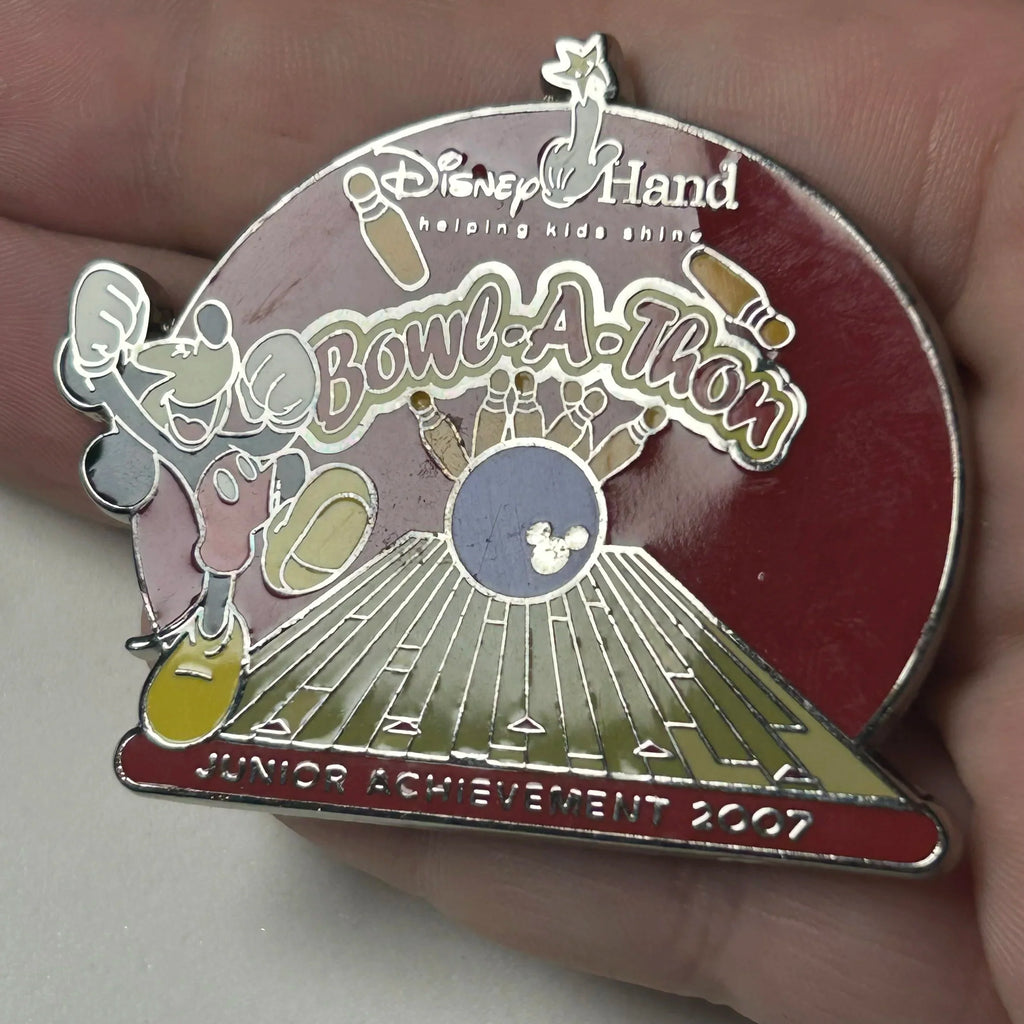 Disney Hand
helping kids shine
Bowl-A-Thon
JUNIOR ACHIEVEMENT 2007